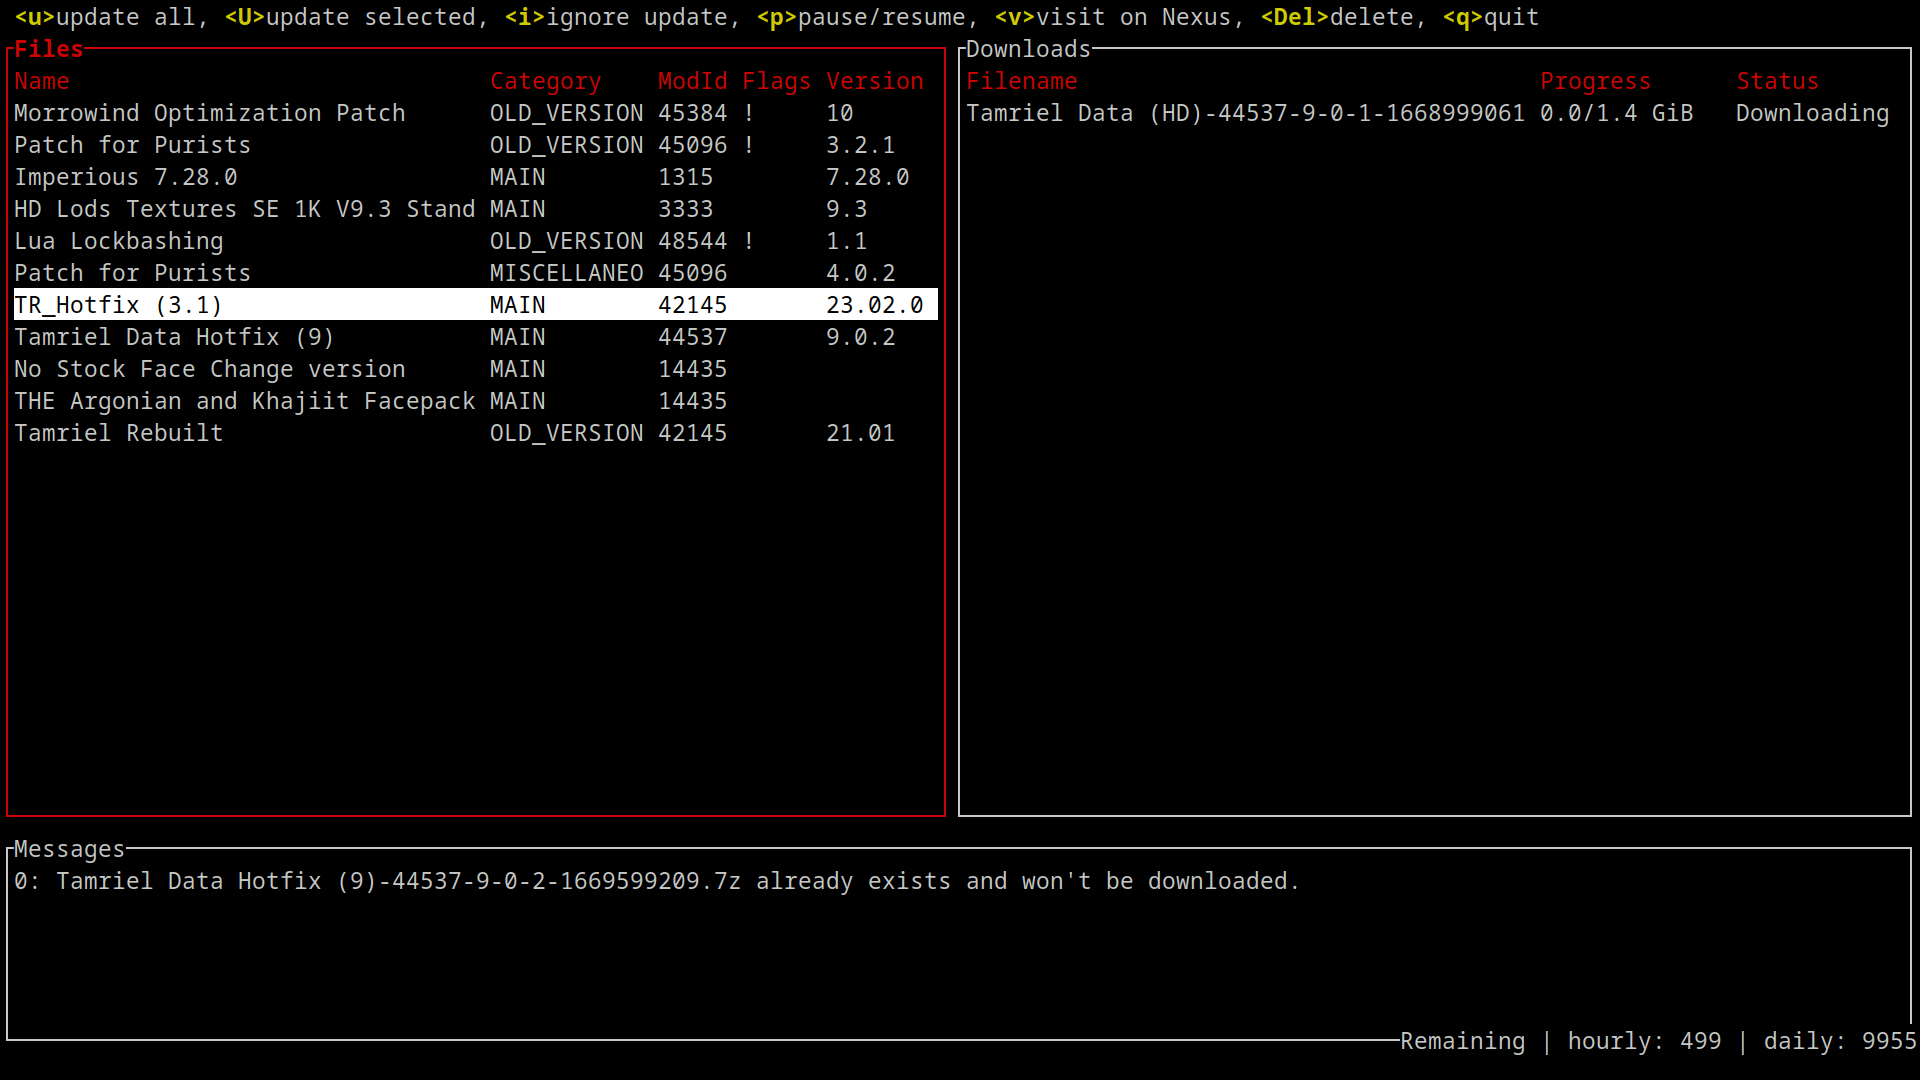 <u>update all, <U>update selected, <i>ignore update, <p>pause/resume, <v>visit on Nexus, <Del>delete, <q>quit
Files
Name Category ModId Flags Version
Morrowind Optimization Patch OLD_VERSION 45384 ! 10
Patch for Purists OLD_VERSION 45096 ! 3.2.1
Imperious 7.28.0 MAIN 1315 7.28.0
HD Lods Textures SE 1K V9.3 Stand MAIN 3333 9.3
Lua Lockbashing OLD_VERSION 48544 ! 1.1
Patch for Purists MISCELLANEO 45096 4.0.2
TR_Hotfix (3.1) MAIN 42145 23.02.0
Tamriel Data Hotfix (9) MAIN 44537 9.0.2
No Stock Face Change version MAIN 14435
THE Argonian and Khajiit Facepack MAIN 14435
Tamriel Rebuilt OLD_VERSION 42145 21.01
Downloads
Filename Progress Status
Tamriel Data (HD)-44537-9-0-1-1668999061 0.0/1.4 GiB Downloading
Messages
0: Tamriel Data Hotfix (9)-44537-9-0-2-1669599209.7z already exists and won't be downloaded.
Remaining | hourly: 499 | daily: 9955